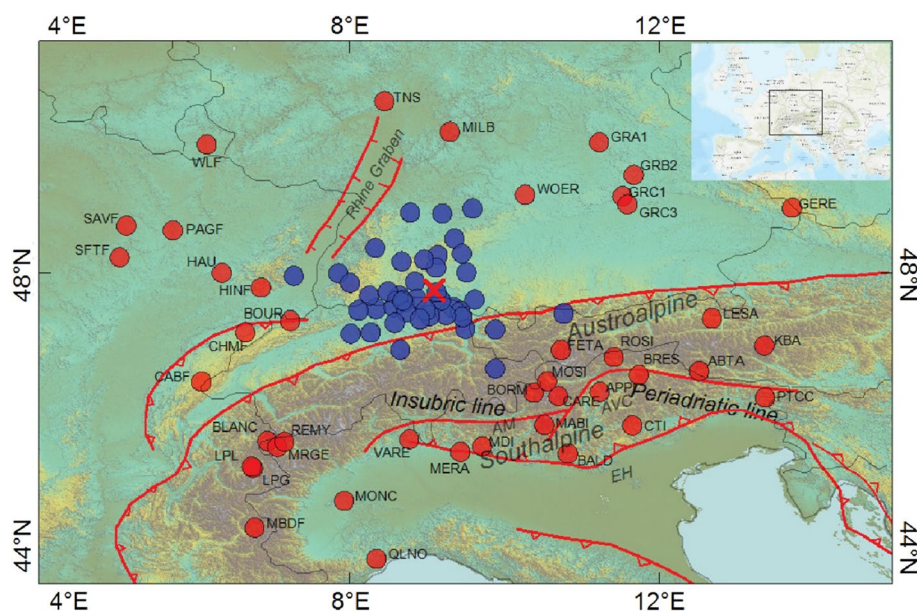 4°E
8°E
12°E
TNS
MILB
GRA1
WLF
GRB2
Rhine Graben
WOER
GRC1
GRC3
GERE
SAVF
PAGF
SFTF
HAU
48°N
48°N
HINF
BOUR
Austroalpine
LESA
CHMF
FETA
ROSI
KBA
CABF
MOSI
BRES
ABTA
BORM
APPI
Insubric line
CARE
AVC
Periadriatic line
PTCC
BLANC
REMY
AM
MABI
CTI
MRGE
VARE
MDI
Southalpine
LPL
MERA
BALD
LPG
EH
MONC
MBDF
44°N
44°N
QLNO
4°E
8°E
12°E